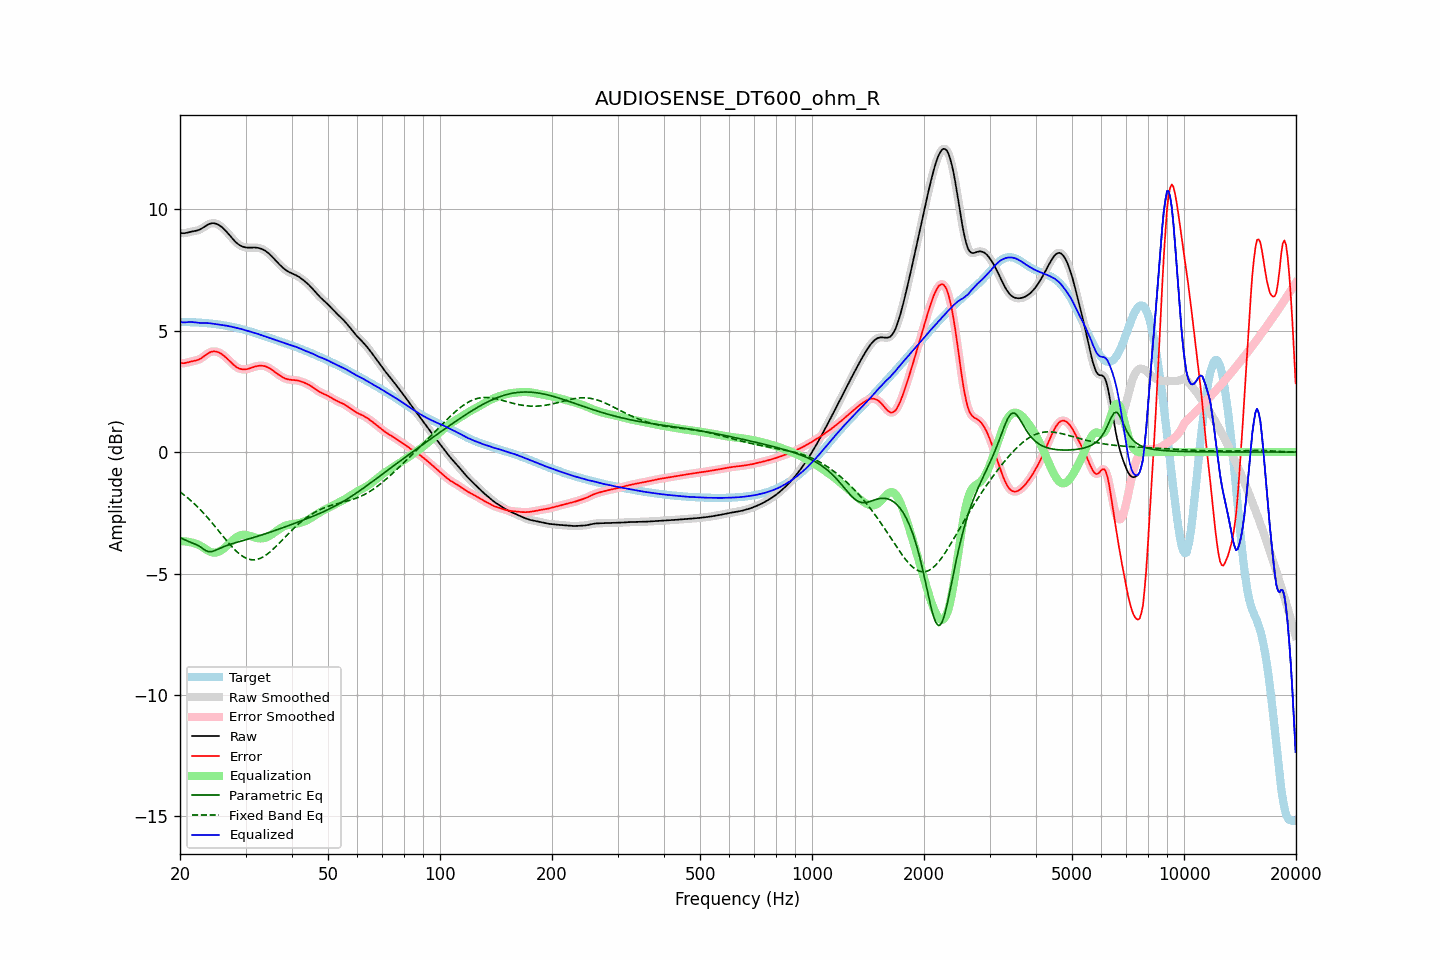 AUDIOSENSE_DT600_ohm_R
Amplitude (dBr)
10
5
0
−5
−10
−15
Target
Raw Smoothed
Error Smoothed
Raw
Error
Equalization
Parametric Eq
Fixed Band Eq
Equalized
20
50
100
200
500
1000
2000
5000
10000
20000
Frequency (Hz)